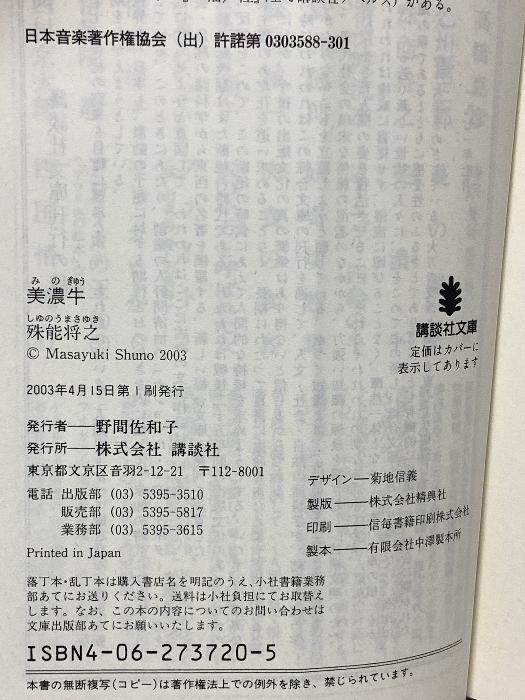 がある。
日本音楽著作権協会（出）許諾第0303588-301
みのぎゅう
美濃牛
しゅのうまさゆき
殊能将之
© Masayuki Shuno 2003
2003年4月15日第1刷発行
発行者――野間佐和子
発行所――株式会社 講談社
東京都文京区音羽2-12-21 〒112-8001
電話 出版部 (03) 5395-3510
販売部 (03) 5395-5817
業務部 (03) 5395-3615
Printed in Japan
講談社文庫
定価はカバーに
表示してあります
デザイン―菊地信義
製版――株式会社精興社
印刷――信毎書籍印刷株式会社
製本――有限会社中澤製本所
落丁本・乱丁本は購入書店名を明記のうえ、小社書籍業務
部あてにお送りください。送料は小社負担にてお取替え
します。なお、この本の内容についてのお問い合わせは
文庫出版部あてにお願いいたします。
ISBN4-06-273720-5
本書の無断複写(コピー)は著作権法上での例外を除き、禁じられています。